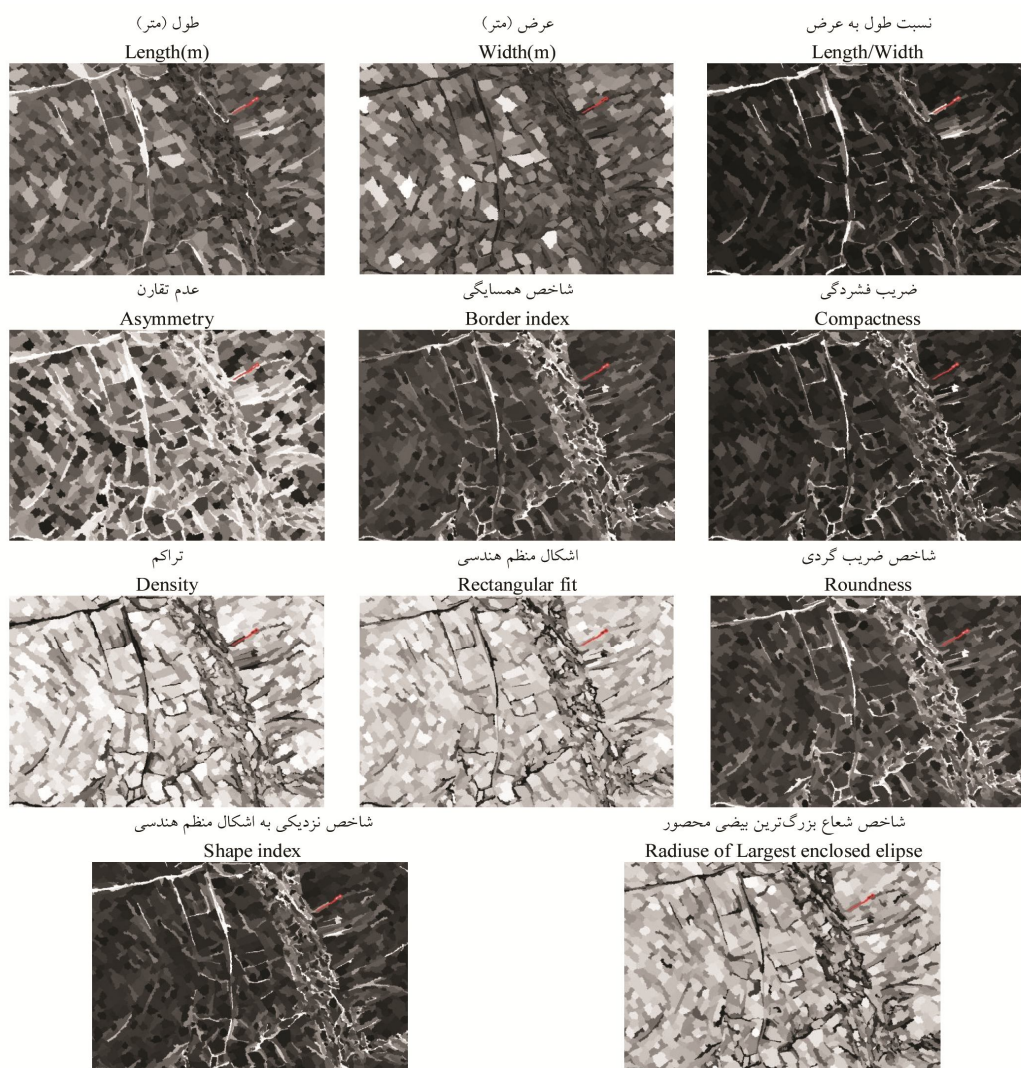 طول (متر)
Length(m)
عرض (متر)
Width(m)
نسبت طول به عرض
Length/Width
عدم تقارن
Asymmetry
شاخص همسایگی
Border index
ضریب فشردگی
Compactness
تراکم
Density
اشکال منظم هندسی
Rectangular fit
شاخص ضریب گردی
Roundness
شاخص نزدیکی به اشکال منظم هندسی
Shape index
شاخص شعاع بزرگ‌ترین بیضی محصور
Radiuse of Largest enclosed elipse